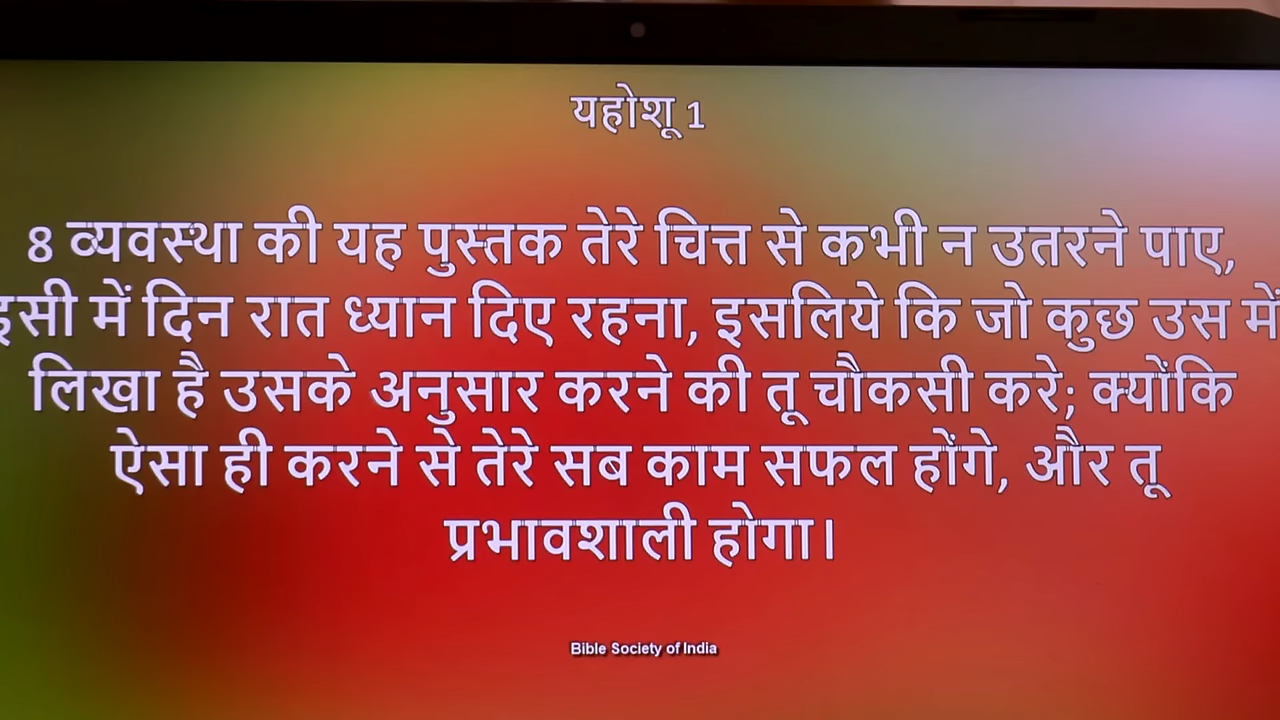 यहोशू 1
8 व्यवस्था की यह पुस्तक तेरे चित्त से कभी न उतरने पाए,
इसी में दिन रात ध्यान दिए रहना, इसलिये कि जो कुछ उस में
लिखा है उसके अनुसार करने की तू चौकसी करे; क्योंकि
ऐसा ही करने से तेरे सब काम सफल होंगे, और तू
प्रभावशाली होगा।
Bible Society of India